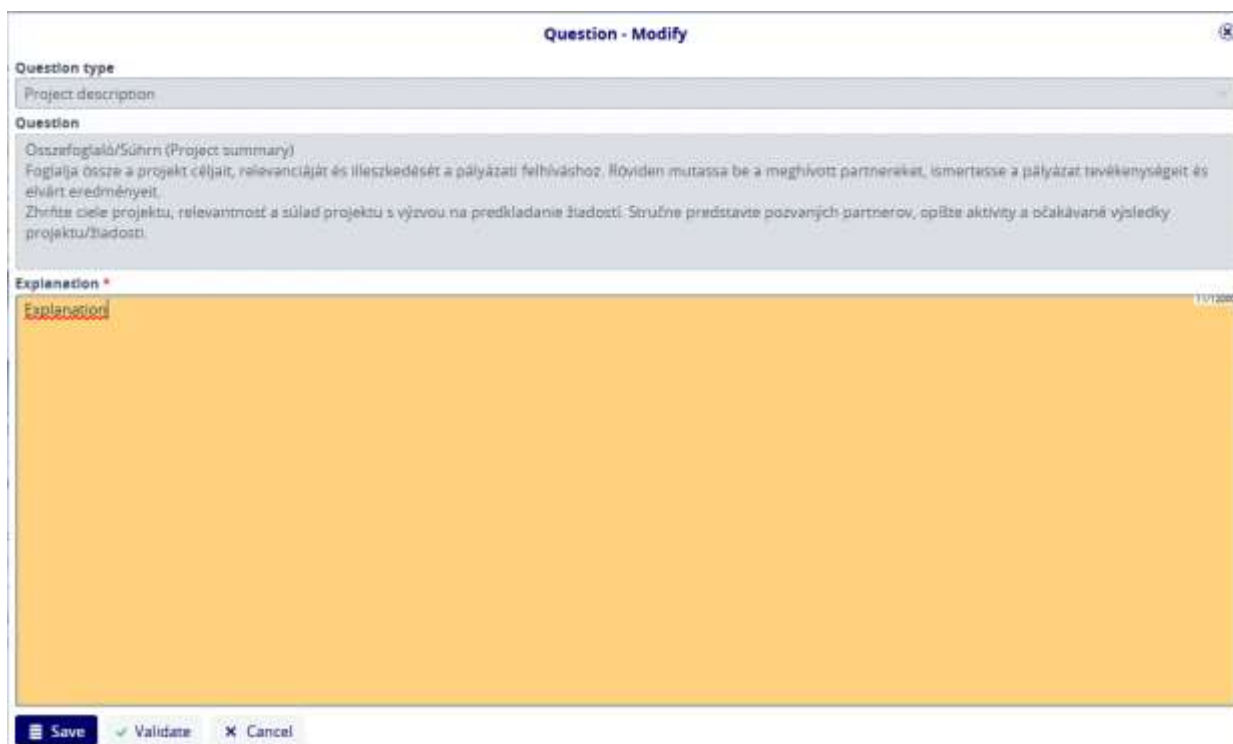 Question - Modify
Question type
Project description
Question
Összefoglaló/Súhrn (Project summary)
Foglalja össze a projekt céljait, relevanciáját és illeszkedését a pályázati felhíváshoz. Röviden mutassa be a meghívott partnereket, ismertesse a pályázat tevékenységeit és
elvárt eredményeit.
Zhrňte ciele projektu, relevantnosť a súlad projektu s výzvou na predkladanie žiadostí. Stručne predstavte pozvaných partnerov, opíšte aktivity a očakávané výsledky
projektu/žiadosti.
Explanation *
Explanation
Save Validate Cancel